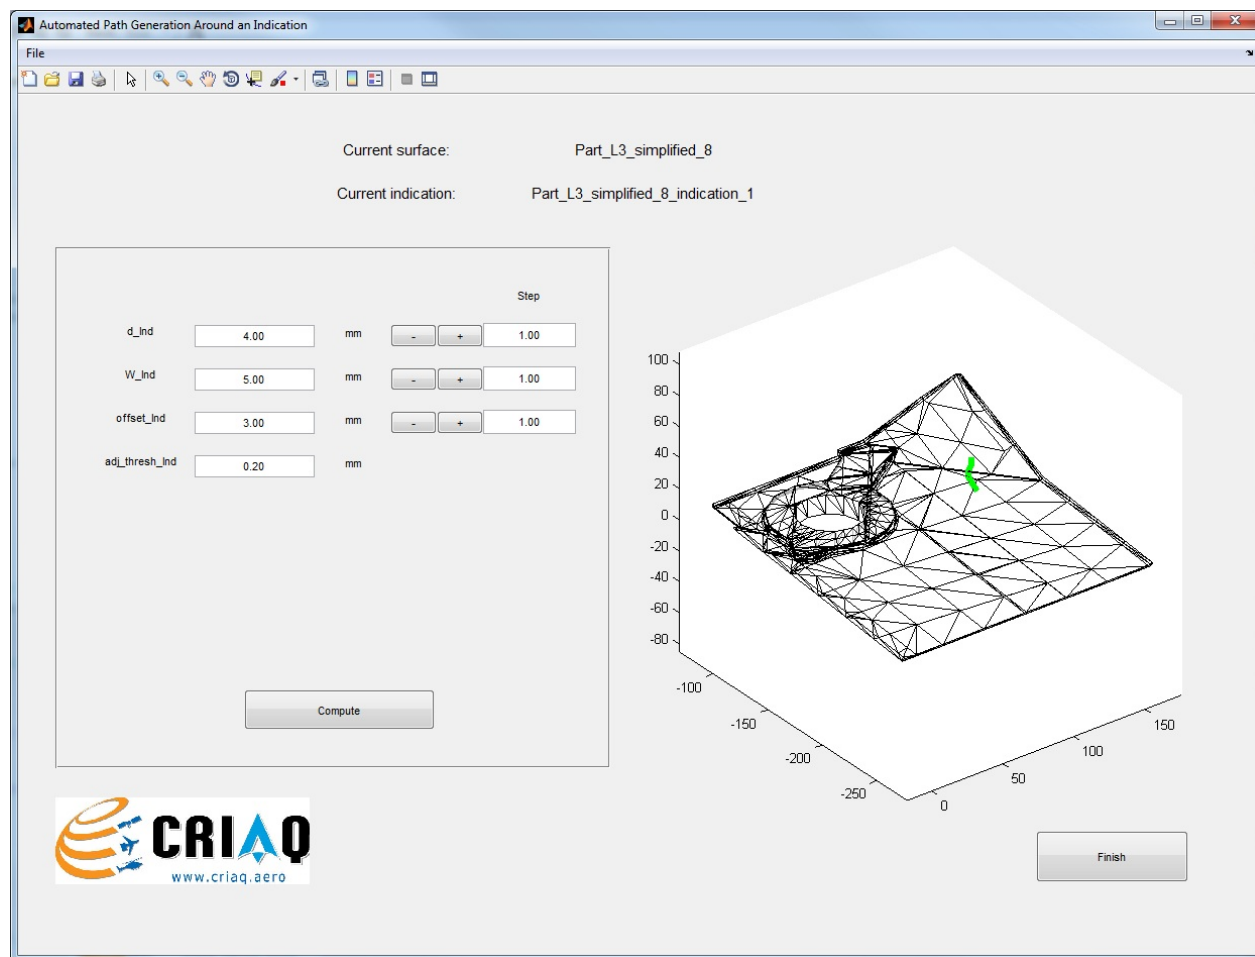 Automated Path Generation Around an Indication
File
Current surface: Part_L3_simplified_8
Current indication: Part_L3_simplified_8_indication_1
Step
d_Ind 4.00 mm - + 1.00
W_Ind 5.00 mm - + 1.00
offset_Ind 3.00 mm - + 1.00
adj_thresh_Ind 0.20 mm
Compute
100
80
60
40
20
0
-20
-40
-60
-80
-100
-150
-200
-250
0
50
100
150
CRIAQ
www.criaq.aero
Finish